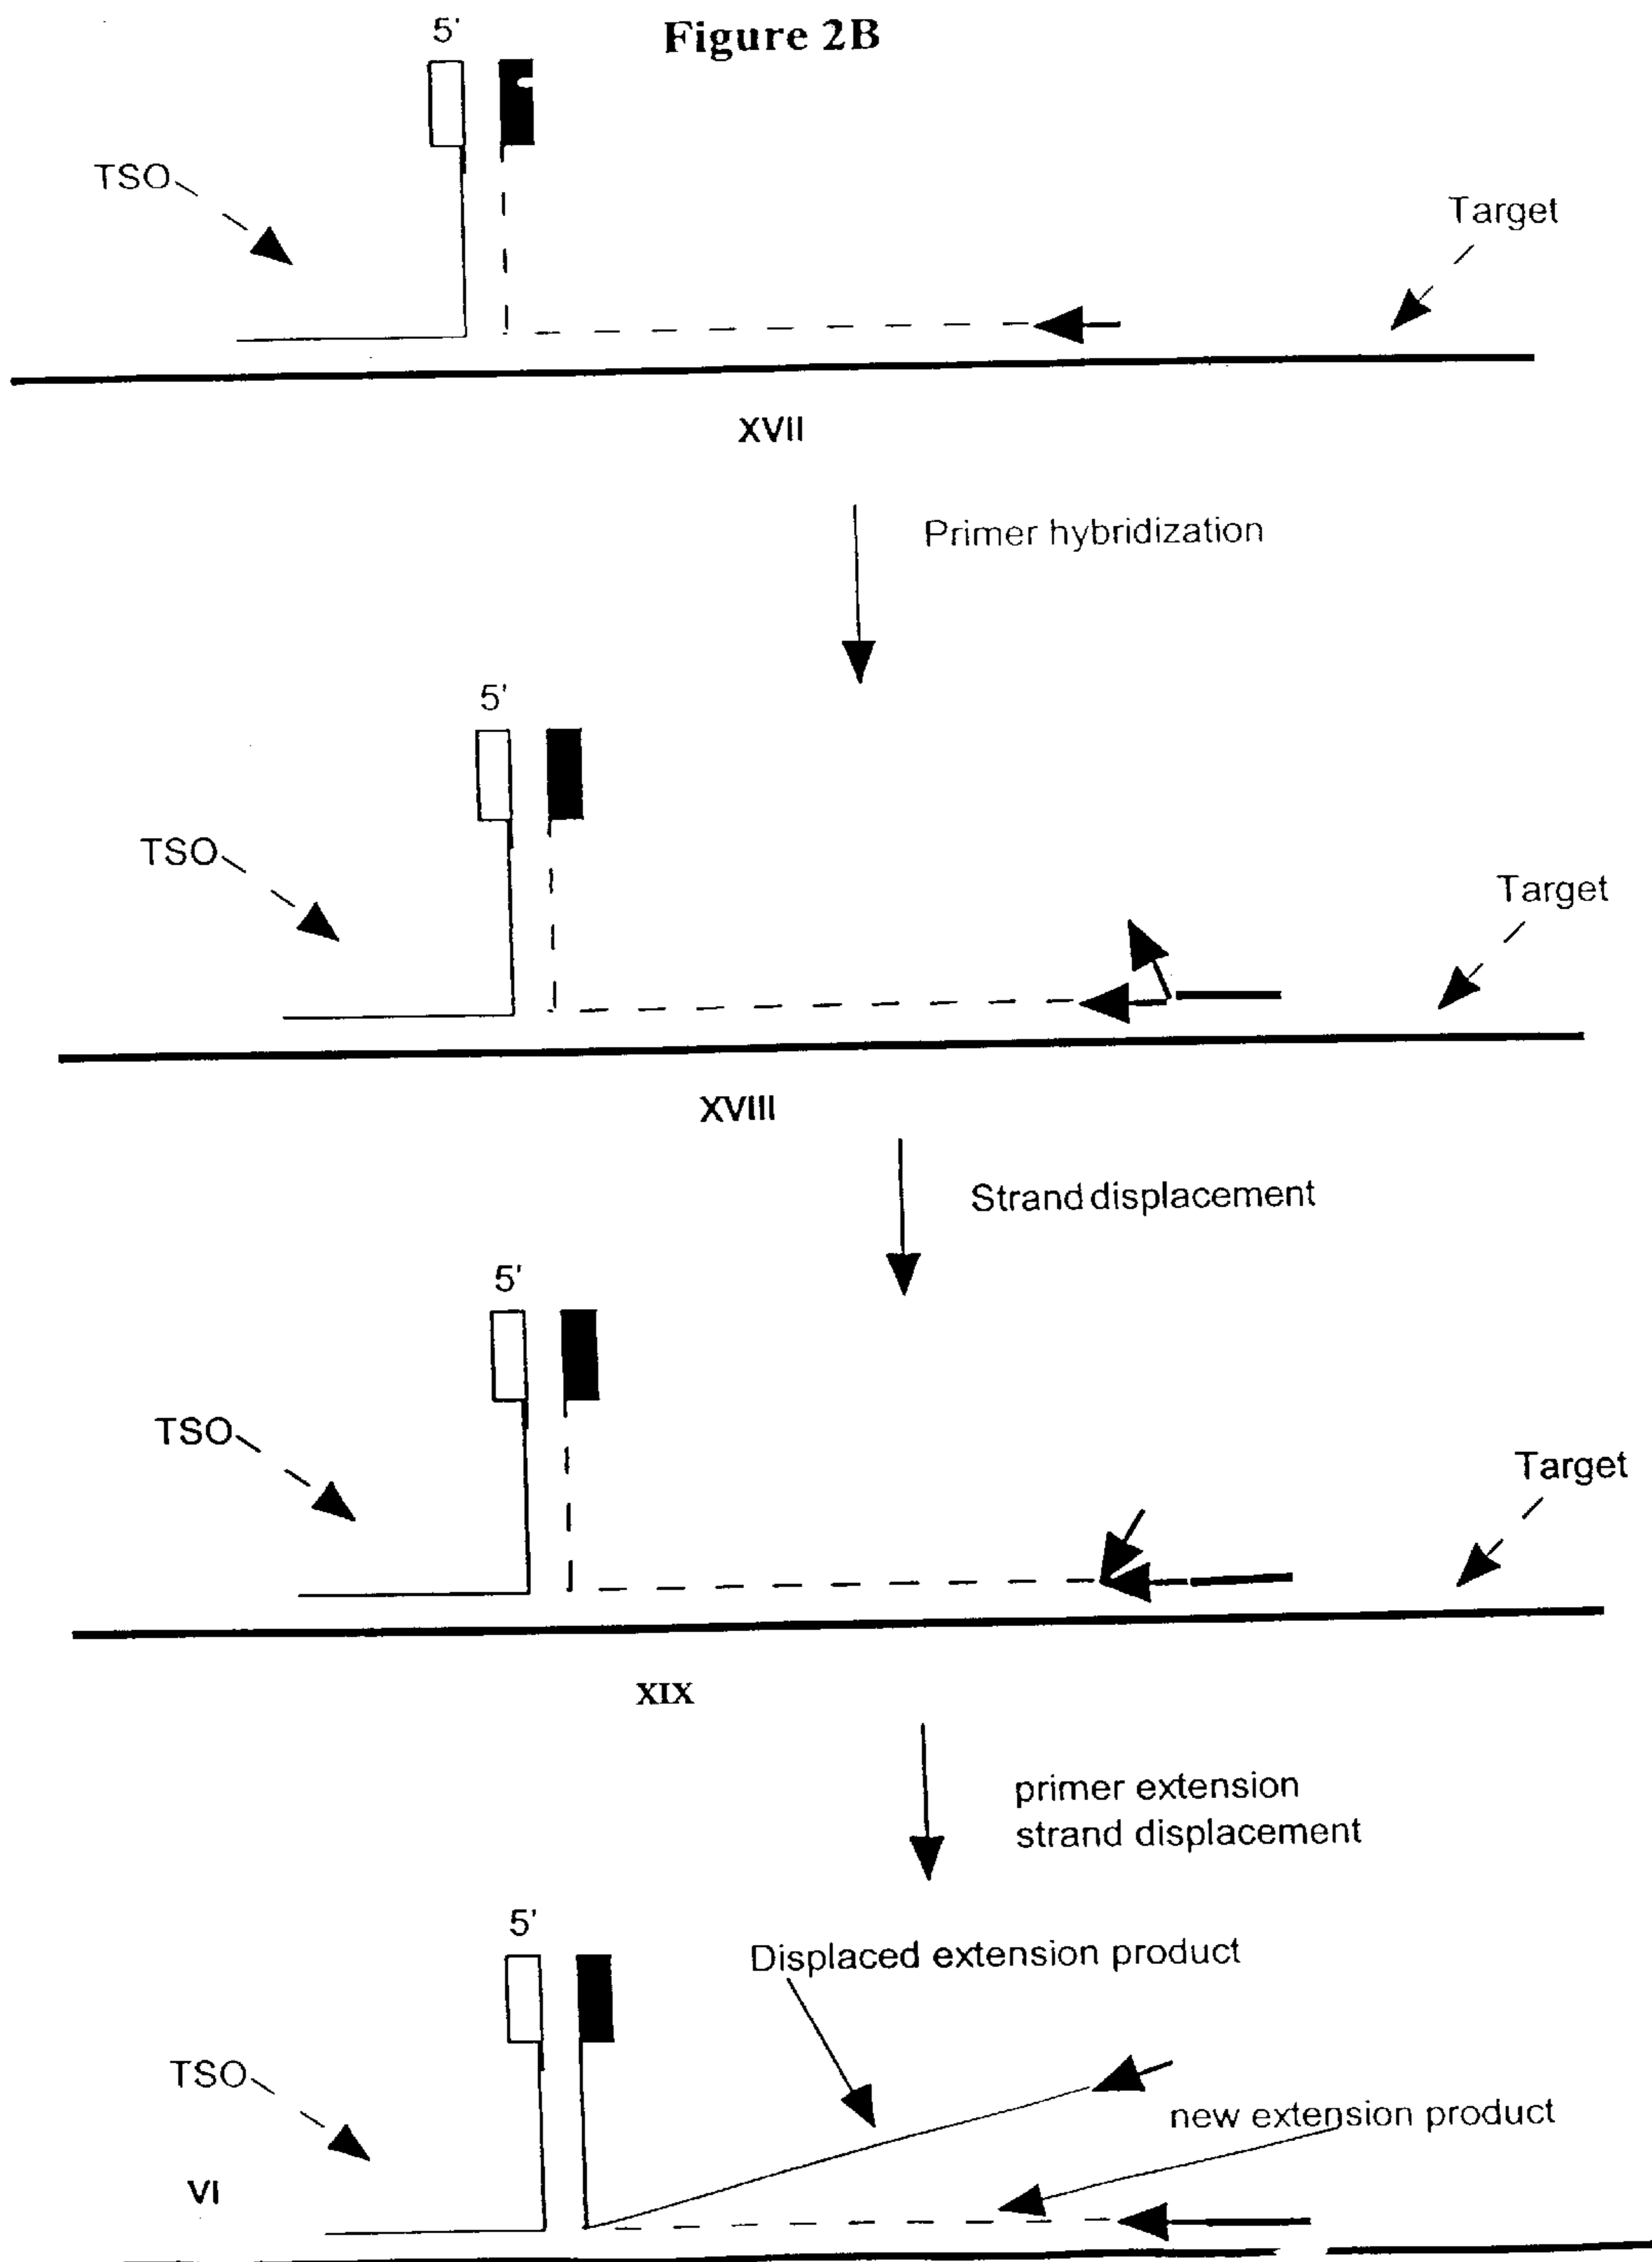 Figure 2B
5'
TSO
Target
XVII
Primer hybridization
5'
TSO
Target
XVIII
Strand displacement
5'
TSO
Target
XIX
primer extension
strand displacement
5'
Displaced extension product
TSO
new extension product
VI